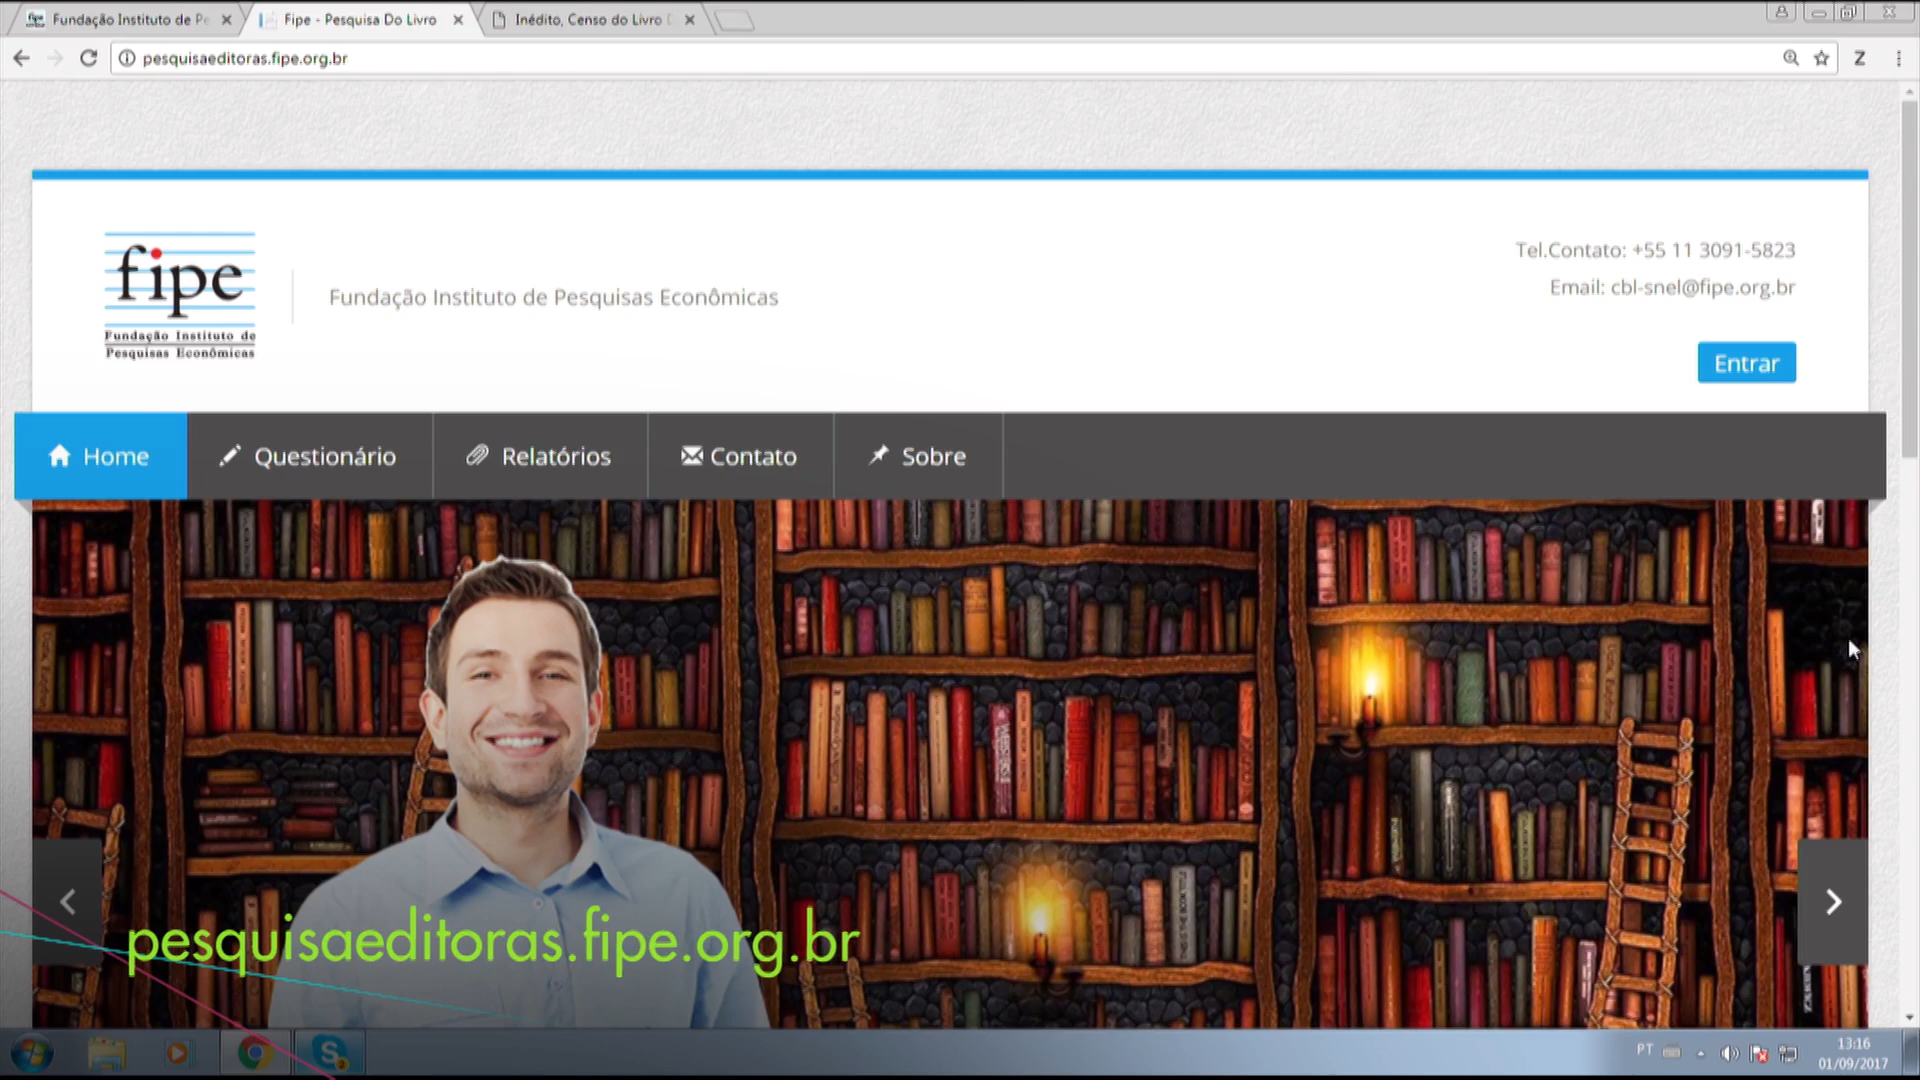 Fundação Instituto de Pe
Fipe - Pesquisa Do Livro
Inédito, Censo do Livro D
pesquisaeditoras.fipe.org.br
Z
fipe
Fundação Instituto de
Pesquisas Econômicas
Fundação Instituto de Pesquisas Econômicas
Tel.Contato: +55 11 3091-5823
Email: cbl-snel@fipe.org.br
Entrar
Home
Questionário
Relatórios
Contato
Sobre
pesquisaeditoras.fipe.org.br
PT
13:16
01/09/2017